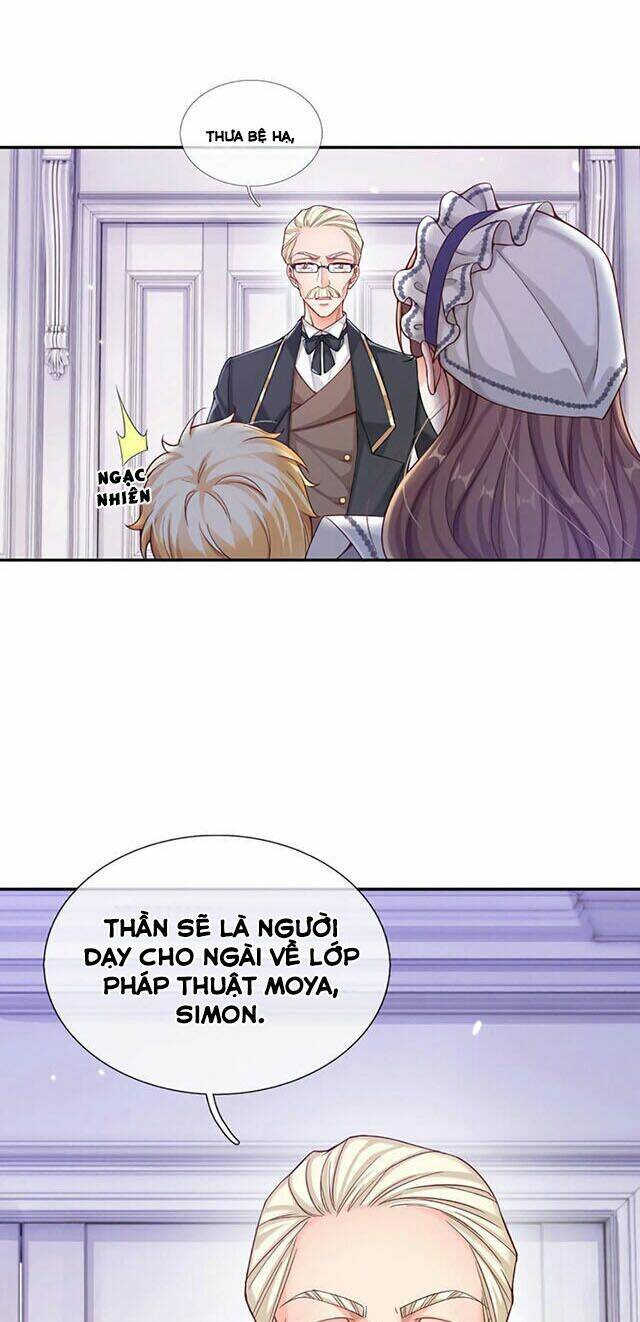 THƯA BỆ HẠ,
NGẠC
NHIÊN
THẦN SẼ LÀ NGƯỜI
DẠY CHO NGÀI VỀ LỚP
PHÁP THUẬT MOYA,
SIMON.